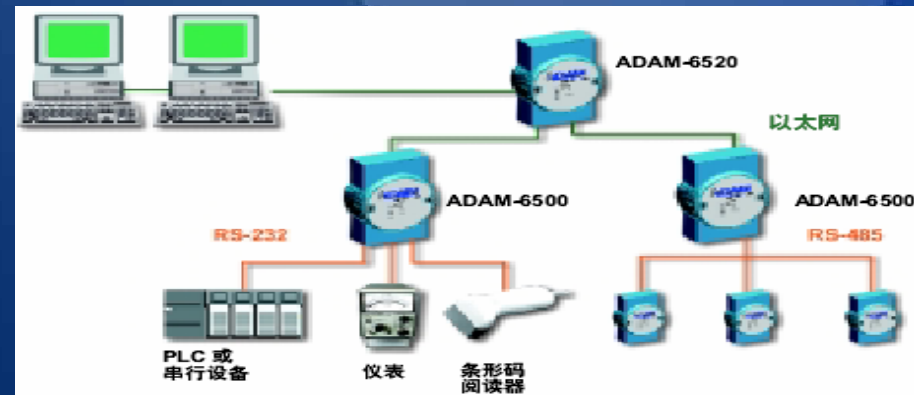 ADAM-6520
以太网
ADAM-6500
ADAM-6500
RS-232
RS-485
PLC 或
串行设备
仪表
条形码
阅读器